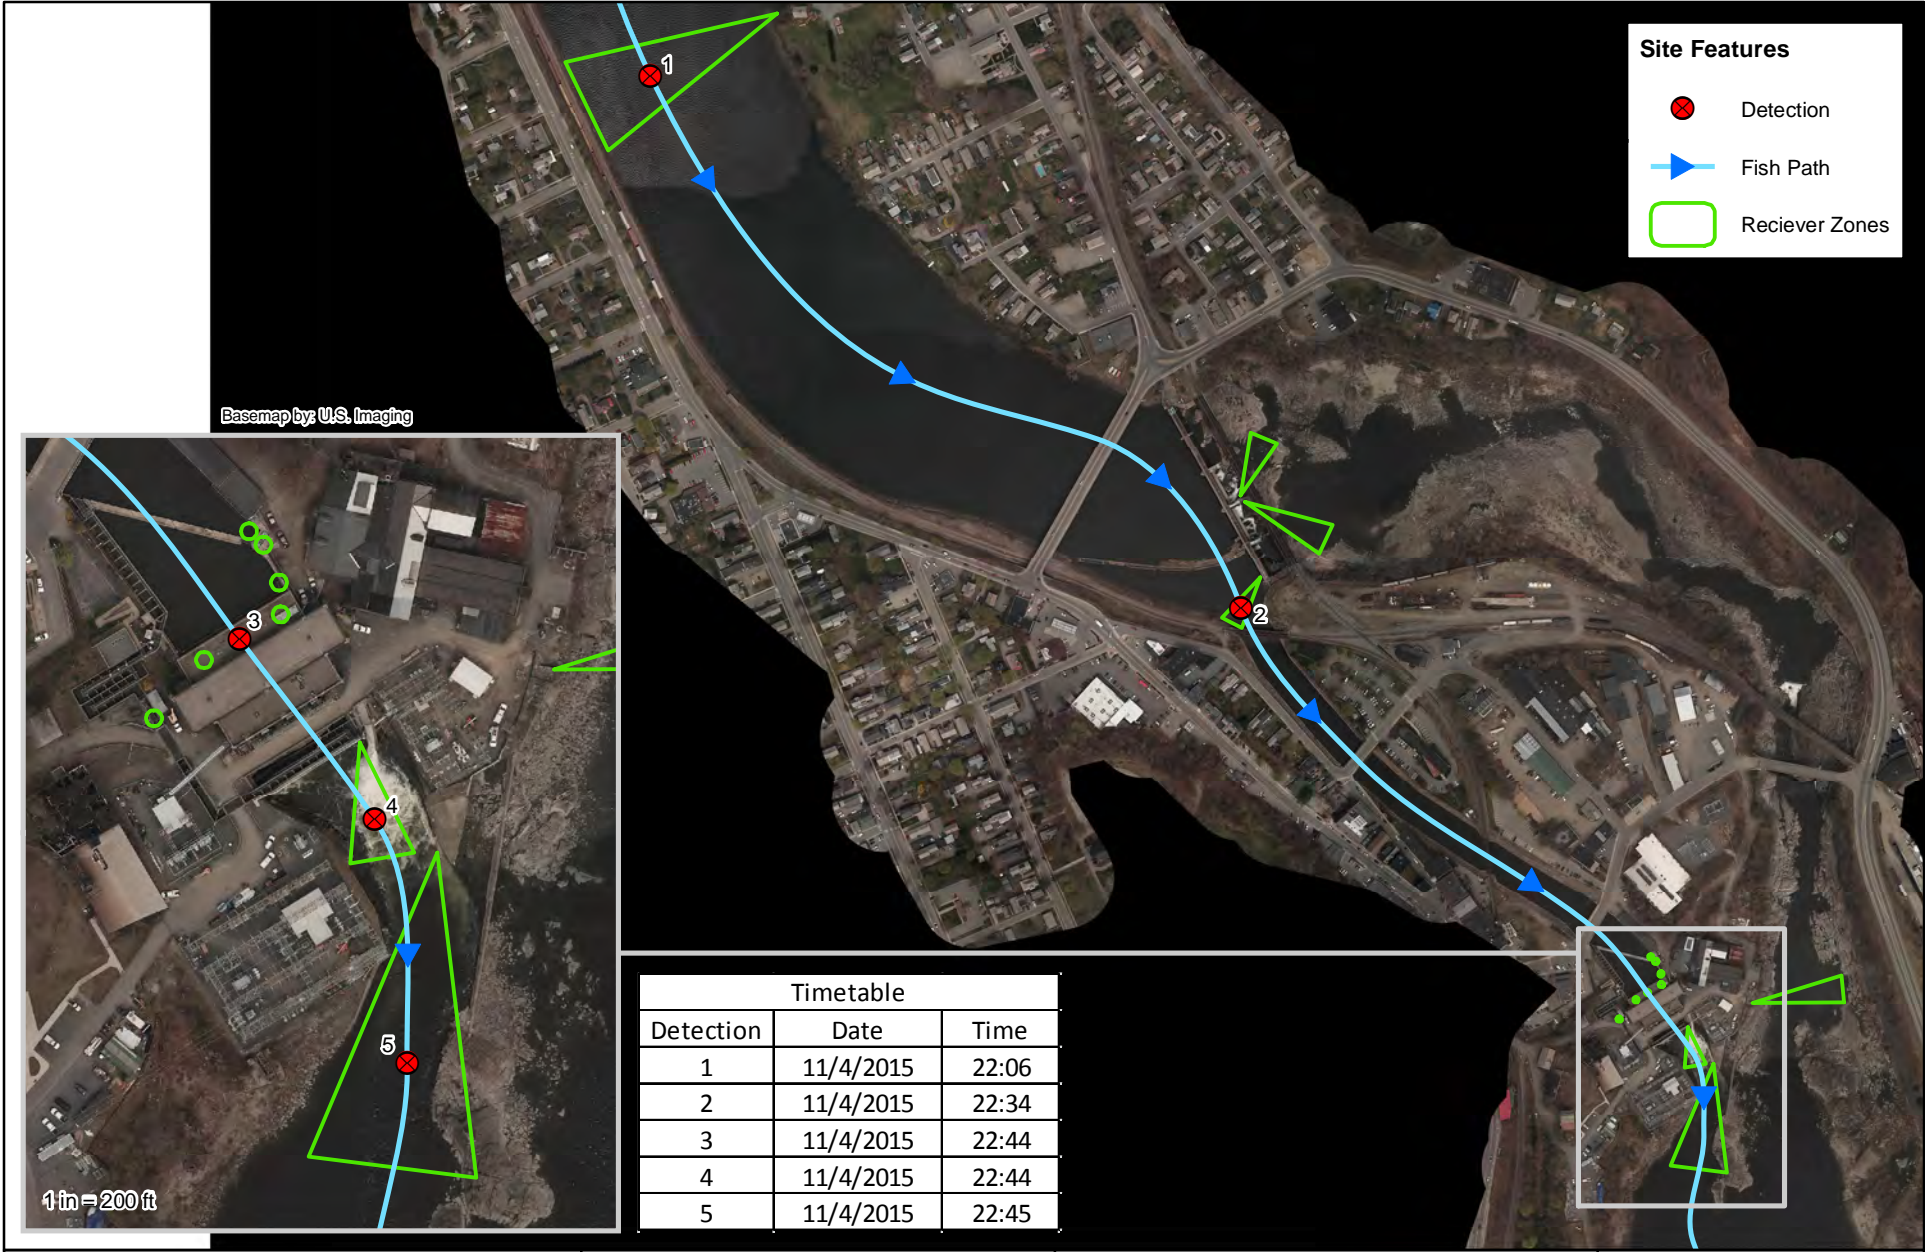 1
Site Features
Detection
Fish Path
Reciever Zones
Basemap by: U.S. Imaging
2
3
4
5
1 in = 200 ft
Timetable
Detection Date Time
1 11/4/2015 22:06
2 11/4/2015 22:34
3 11/4/2015 22:44
4 11/4/2015 22:44
5 11/4/2015 22:45